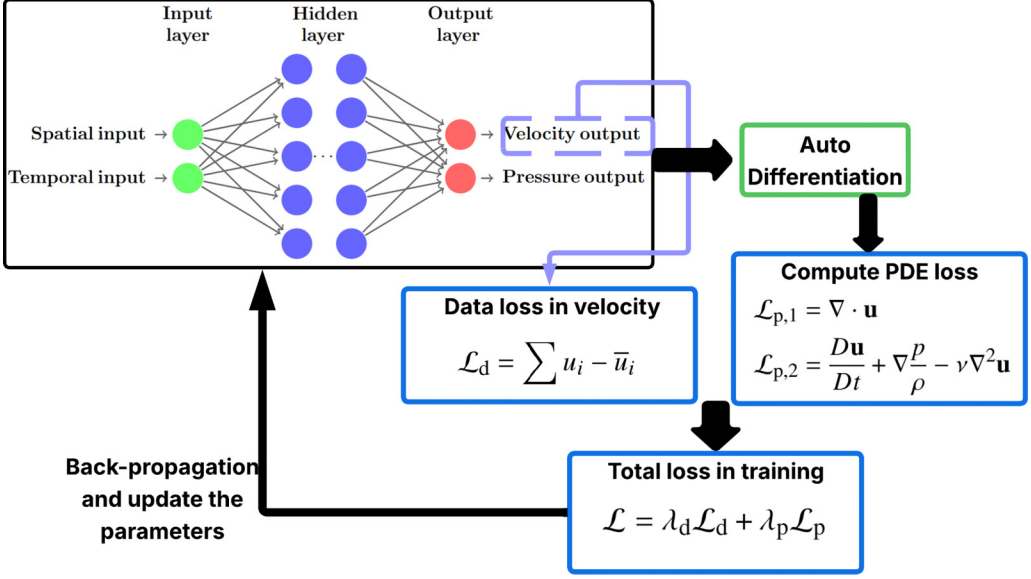 Input layer
Hidden layer
Output layer
Spatial input
Temporal input
...
Velocity output
Pressure output
Auto
Differentiation
Compute PDE loss
ℒp,1 = ∇ · u
ℒp,2 = Du/Dt + ∇ p/ρ − ν∇²u
Data loss in velocity
ℒd = ∑ ui − u̅i
Total loss in training
ℒ = λdℒd + λpℒp
Back-propagation
and update the
parameters